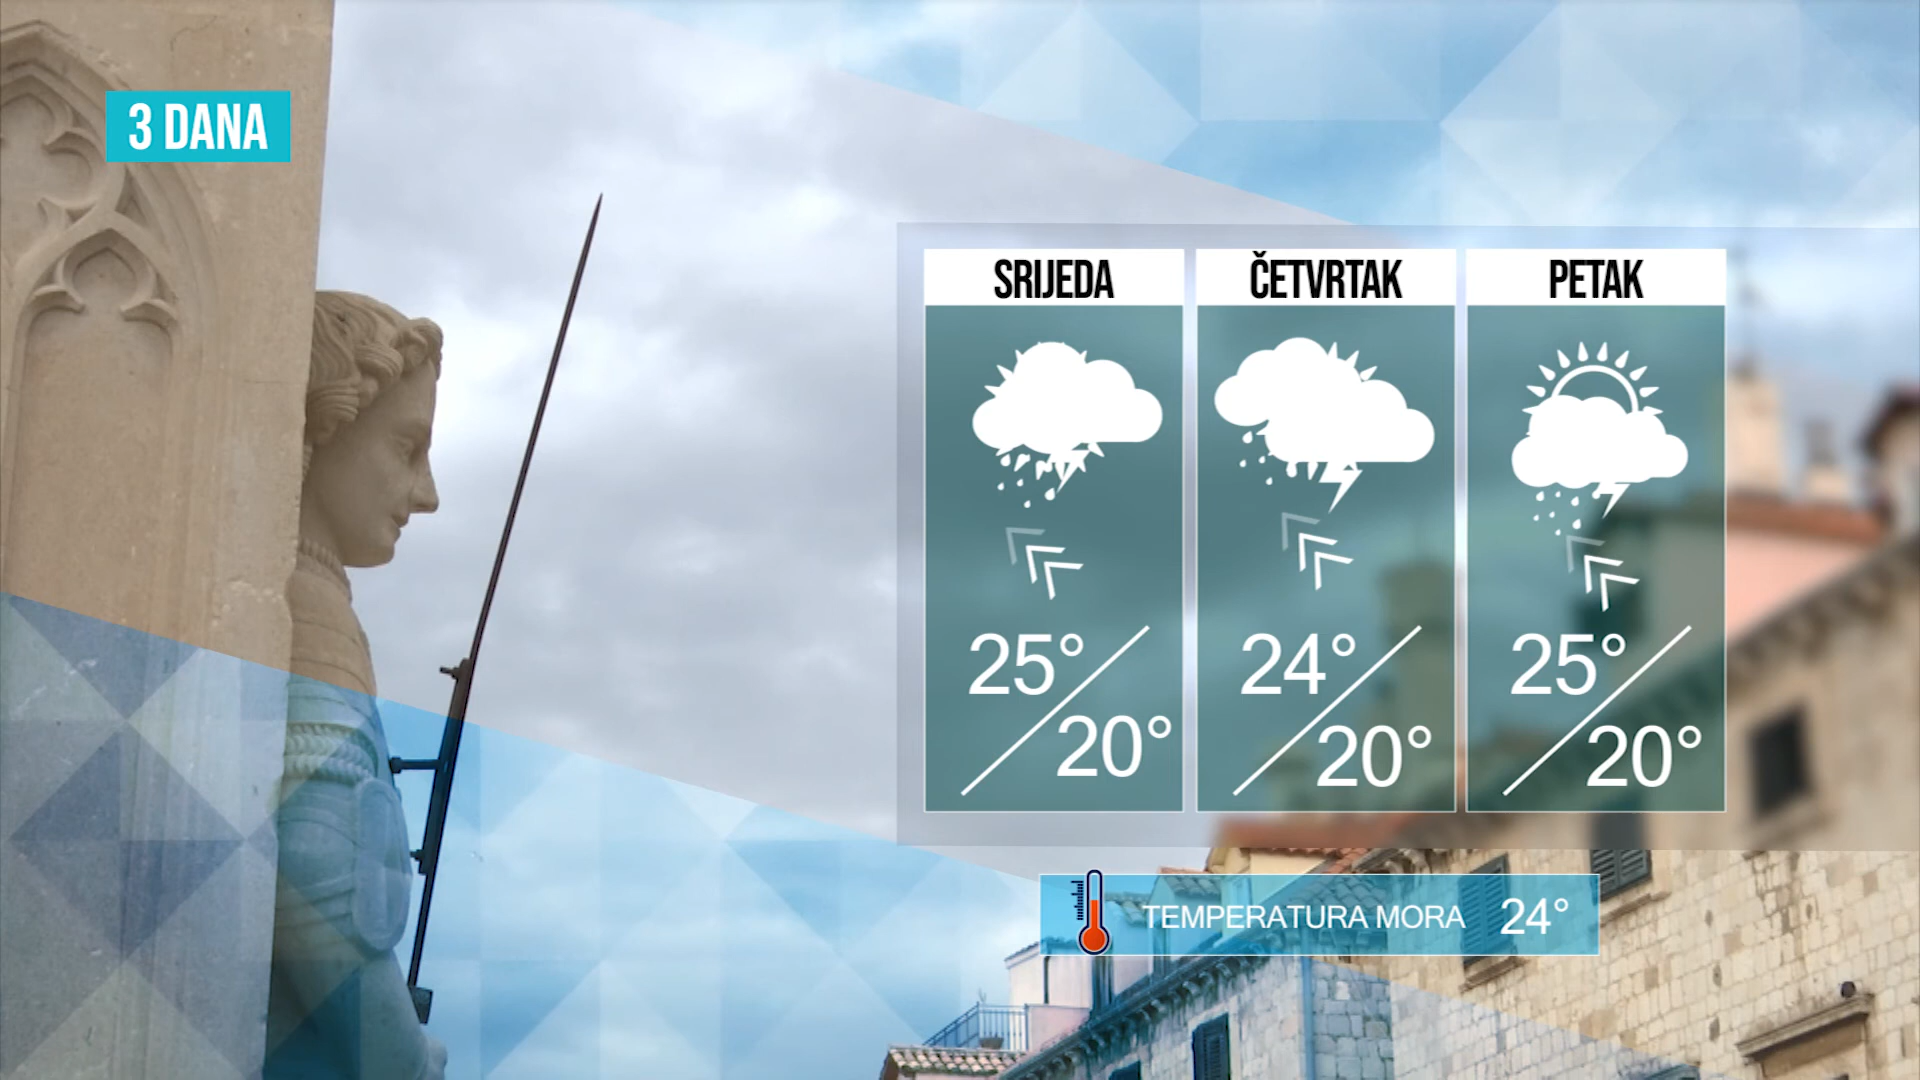 3 DANA
SRIJEDA
ČETVRTAK
PETAK
25°
20°
24°
20°
25°
20°
TEMPERATURA MORA 24°